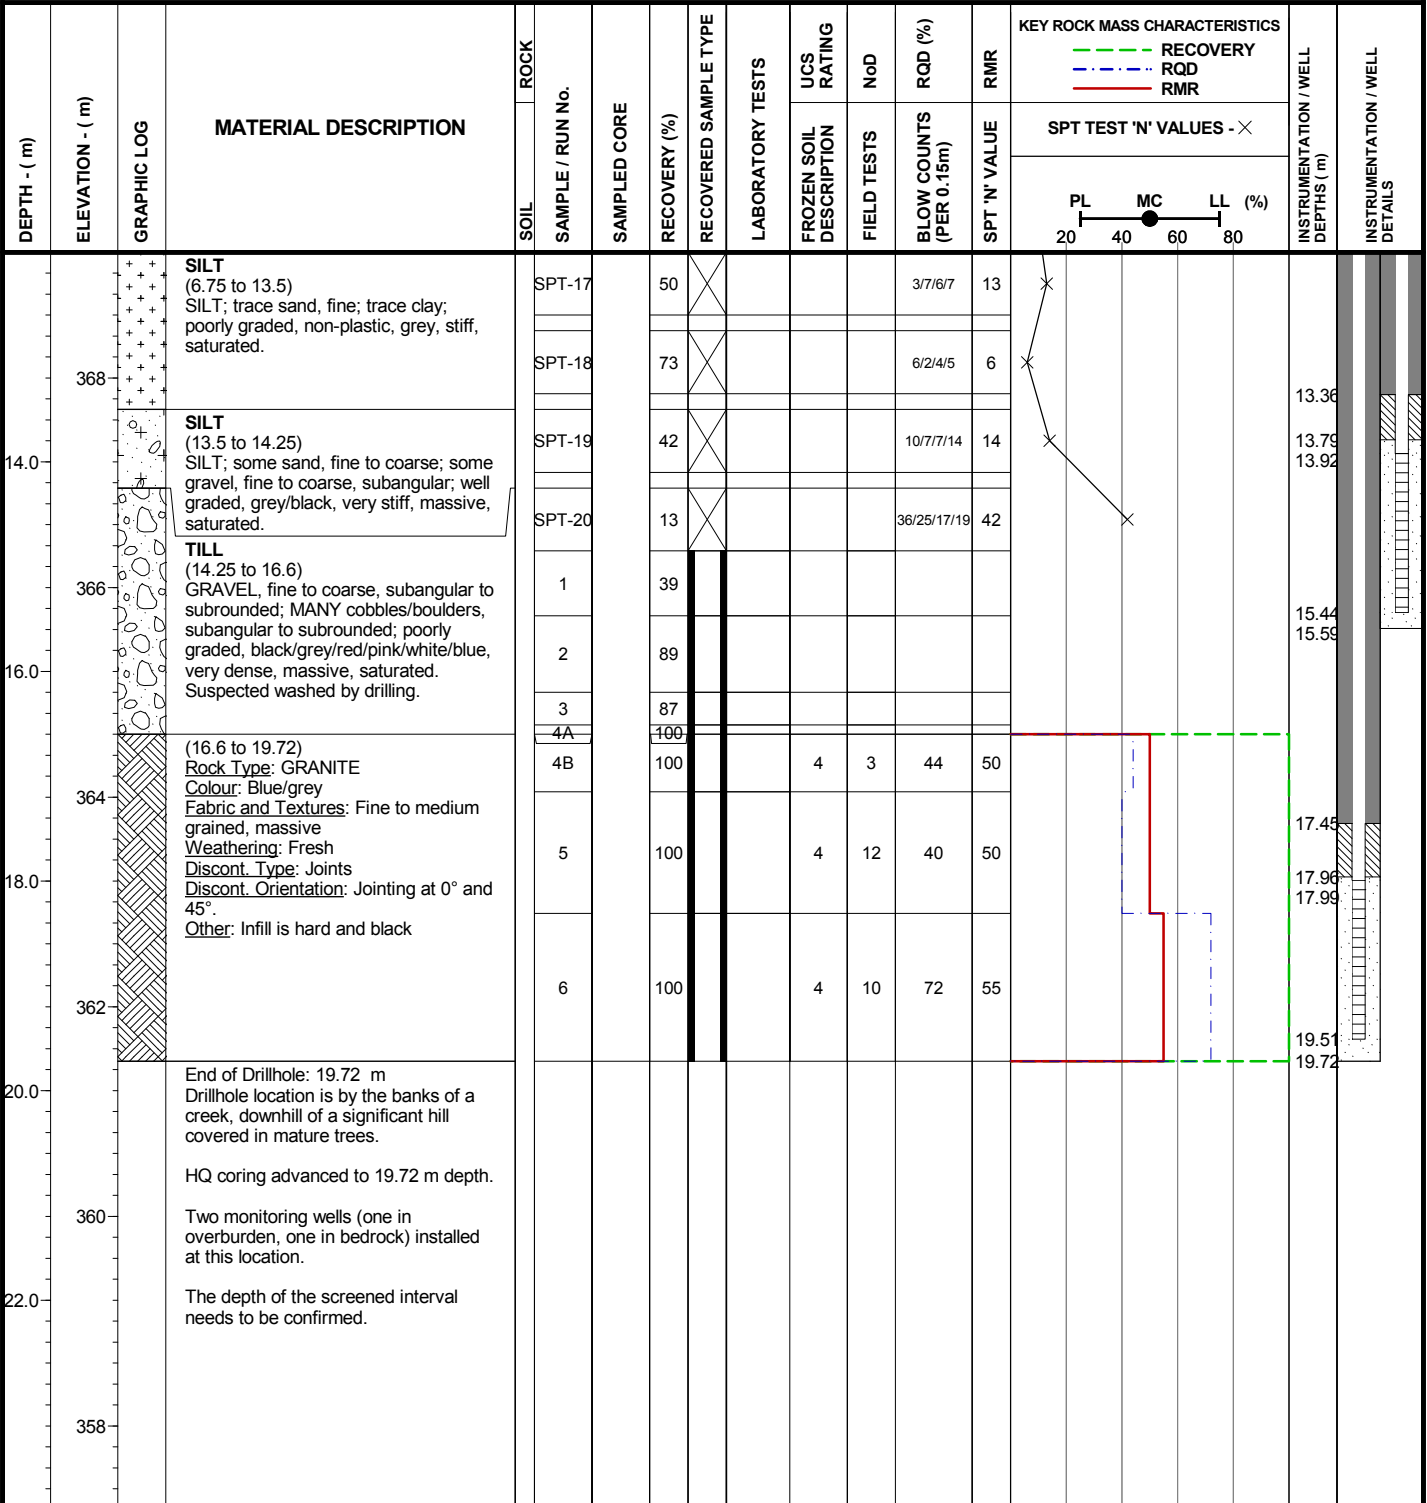 DEPTH - ( m)
ELEVATION - ( m)
GRAPHIC LOG
MATERIAL DESCRIPTION
SOIL
ROCK
SAMPLE / RUN No.
SAMPLED CORE
RECOVERY (%)
RECOVERED SAMPLE TYPE
LABORATORY TESTS
UCS RATING
FROZEN SOIL DESCRIPTION
NoD
FIELD TESTS
RQD (%)
BLOW COUNTS (PER 0.15m)
RMR
SPT 'N' VALUE
KEY ROCK MASS CHARACTERISTICS
RECOVERY
RQD
RMR
SPT TEST 'N' VALUES - ×
PL MC LL (%)
20 40 60 80
INSTRUMENTATION / WELL DEPTHS ( m)
INSTRUMENTATION / WELL DETAILS
SILT
(6.75 to 13.5)
SILT; trace sand, fine; trace clay;
poorly graded, non-plastic, grey, stiff,
saturated.
SPT-17 50 3/7/6/7 13
SPT-18 73 6/2/4/5 6
368
13.36
SILT
(13.5 to 14.25)
SILT; some sand, fine to coarse; some
gravel, fine to coarse, subangular; well
graded, grey/black, very stiff, massive,
saturated.
SPT-19 42 10/7/7/14 14
13.79
14.0
13.92
SPT-20 13 36/25/17/19 42
TILL
(14.25 to 16.6)
GRAVEL, fine to coarse, subangular to
subrounded; MANY cobbles/boulders,
subangular to subrounded; poorly
graded, black/grey/red/pink/white/blue,
very dense, massive, saturated.
Suspected washed by drilling.
366
1 39
15.44
15.59
2 89
16.0
3 87
4A 100
(16.6 to 19.72)
Rock Type: GRANITE
Colour: Blue/grey
Fabric and Textures: Fine to medium
grained, massive
Weathering: Fresh
Discont. Type: Joints
Discont. Orientation: Jointing at 0° and
45°.
Other: Infill is hard and black
4B 100 4 3 44 50
364
17.45
5 100 4 12 40 50
18.0
17.96
17.99
6 100 4 10 72 55
362
19.51
19.72
End of Drillhole: 19.72 m
Drillhole location is by the banks of a
creek, downhill of a significant hill
covered in mature trees.
20.0
HQ coring advanced to 19.72 m depth.
360
Two monitoring wells (one in
overburden, one in bedrock) installed
at this location.
22.0
The depth of the screened interval
needs to be confirmed.
358